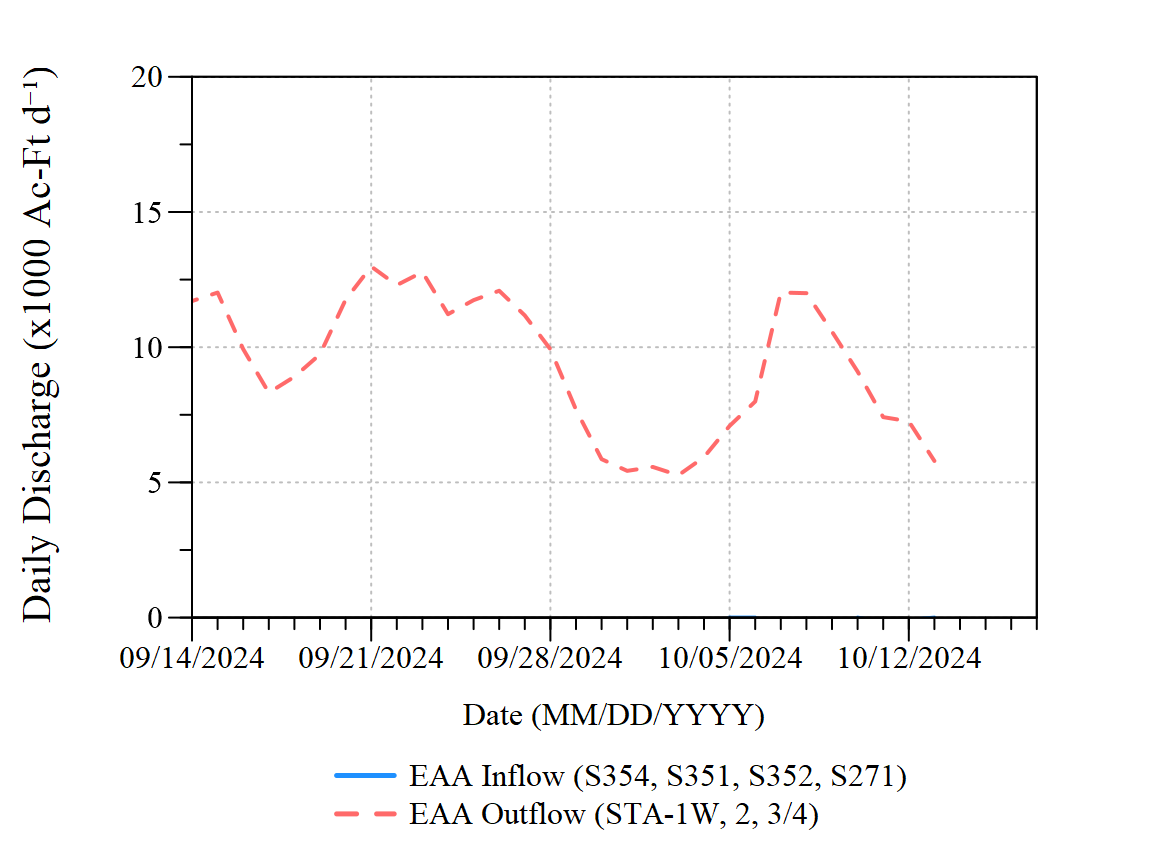 Daily Discharge (x1000 Ac-Ft d⁻¹)
20
15
10
5
0
09/14/2024 09/21/2024 09/28/2024 10/05/2024 10/12/2024
Date (MM/DD/YYYY)
EAA Inflow (S354, S351, S352, S271)
EAA Outflow (STA-1W, 2, 3/4)